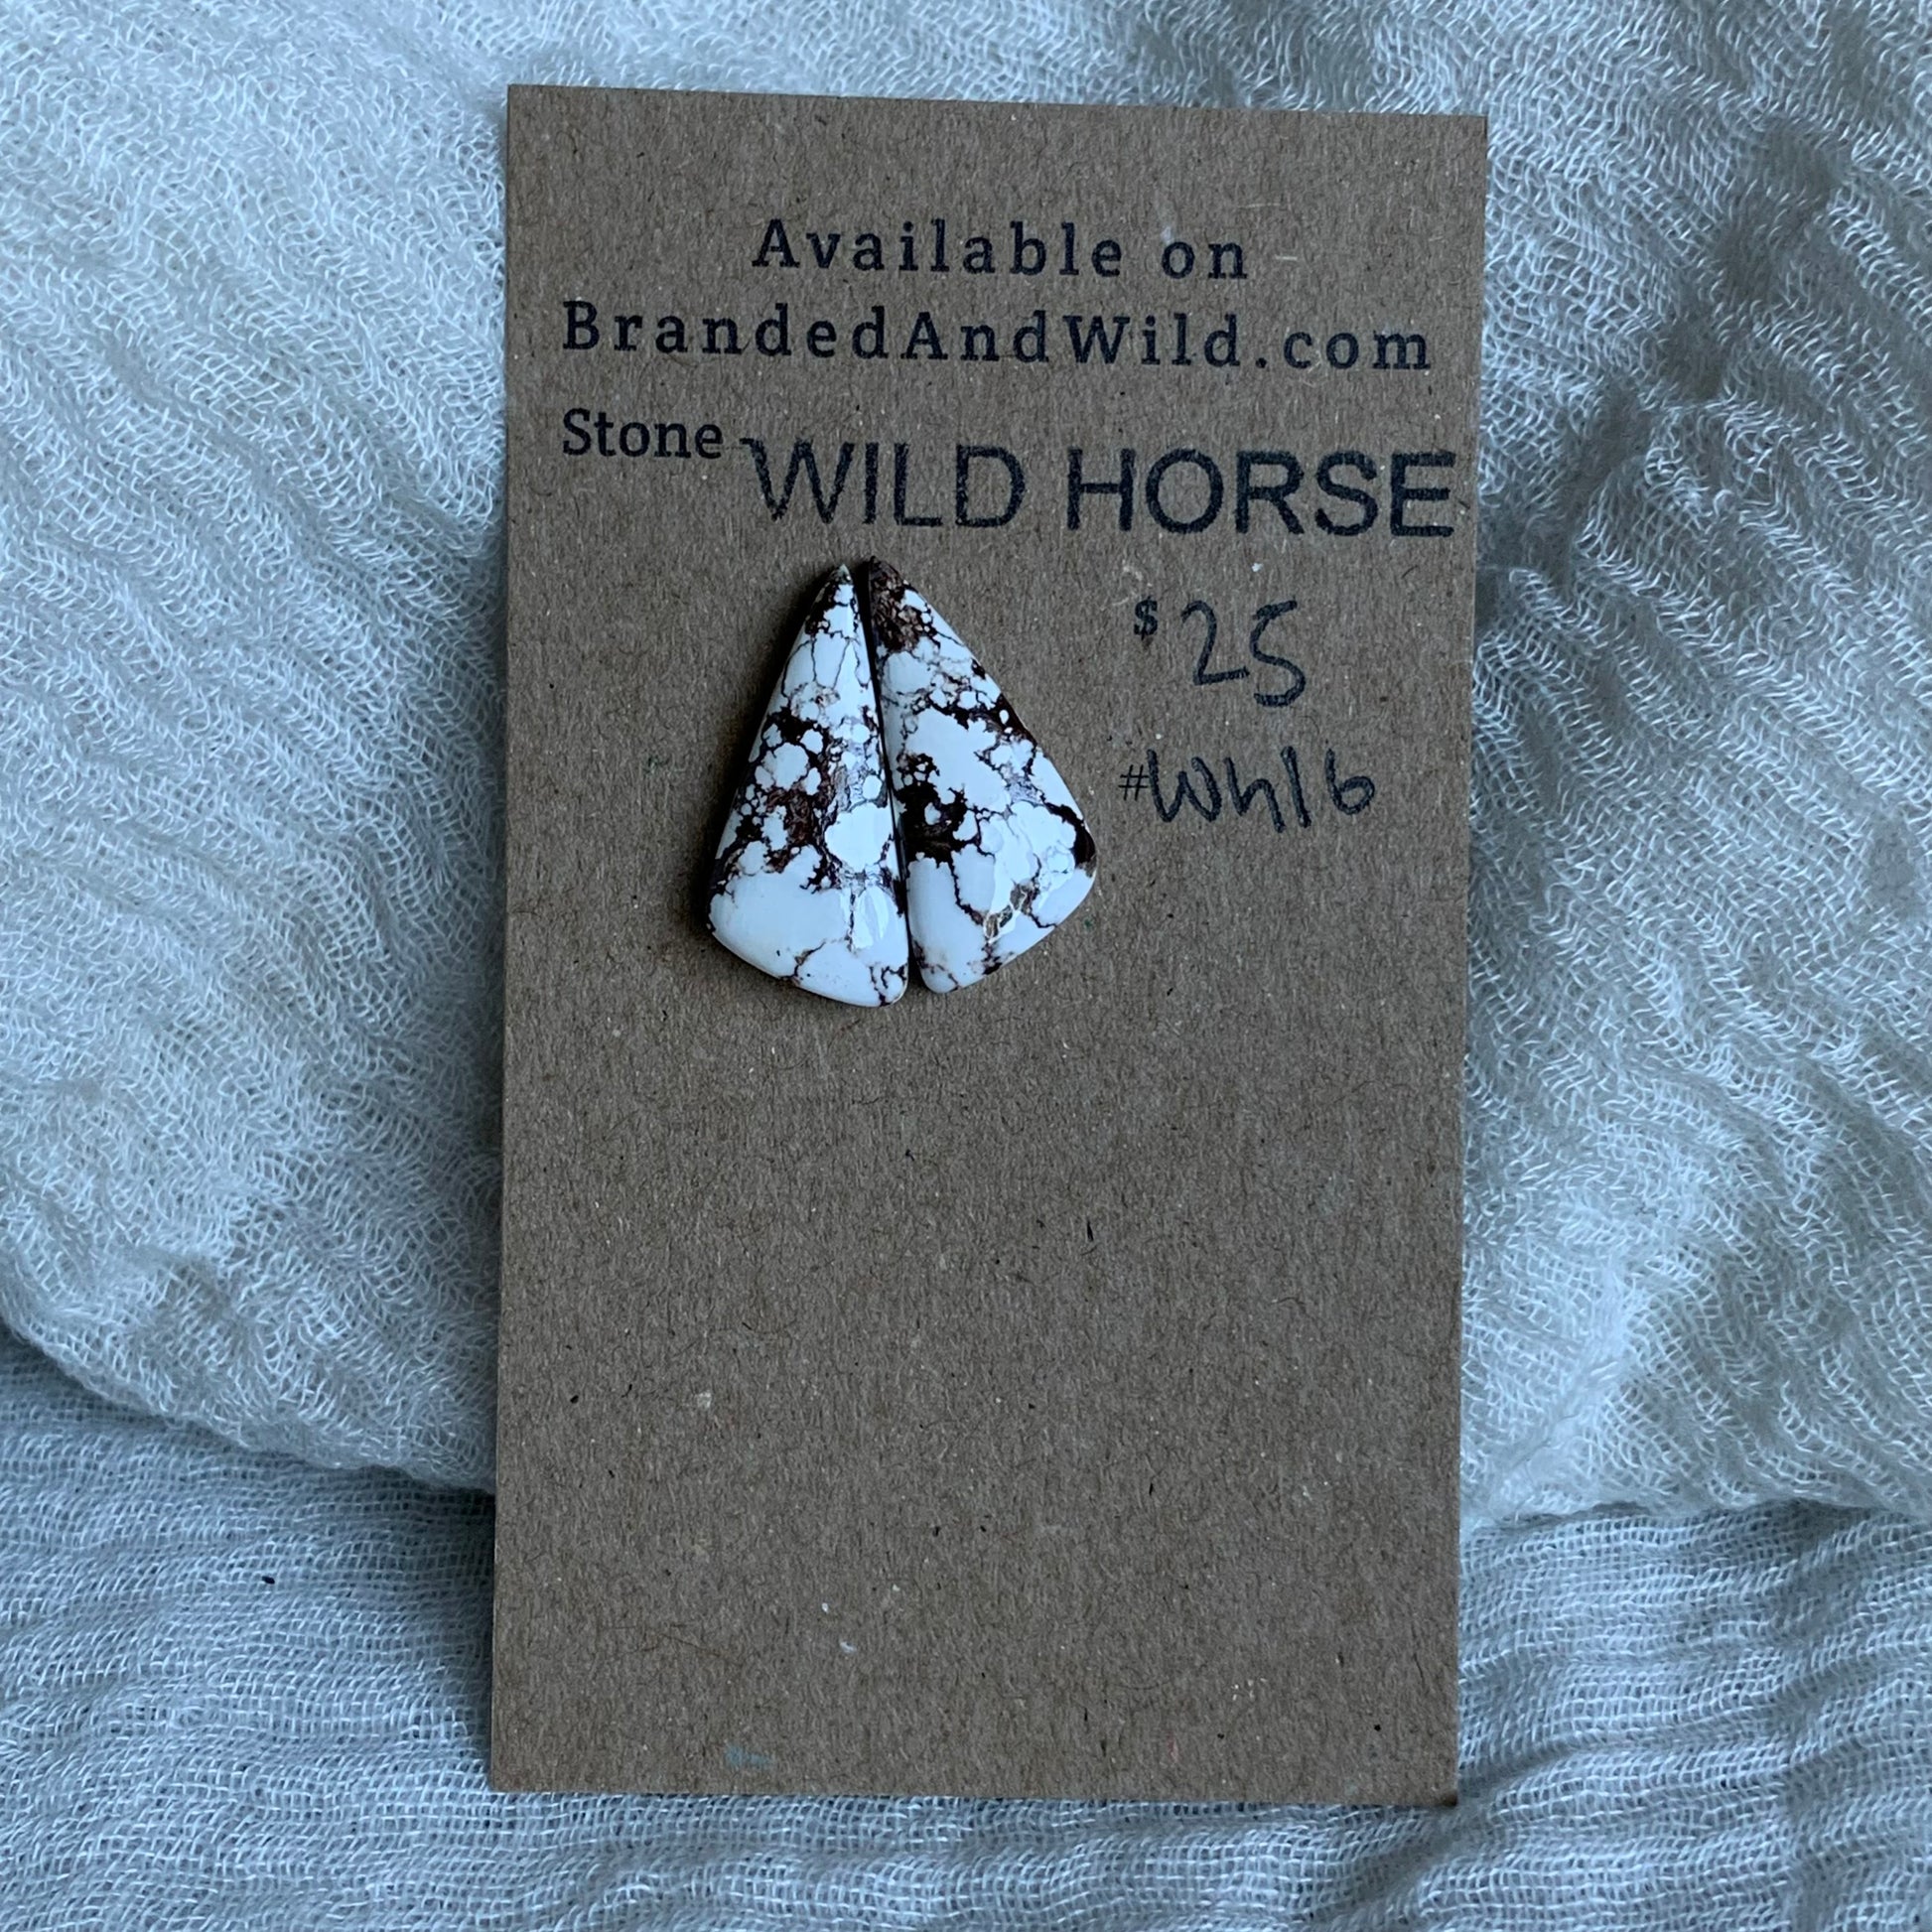 Available on
BrandedAndWild.com
Stone - WILD HORSE
$25
#Wh16